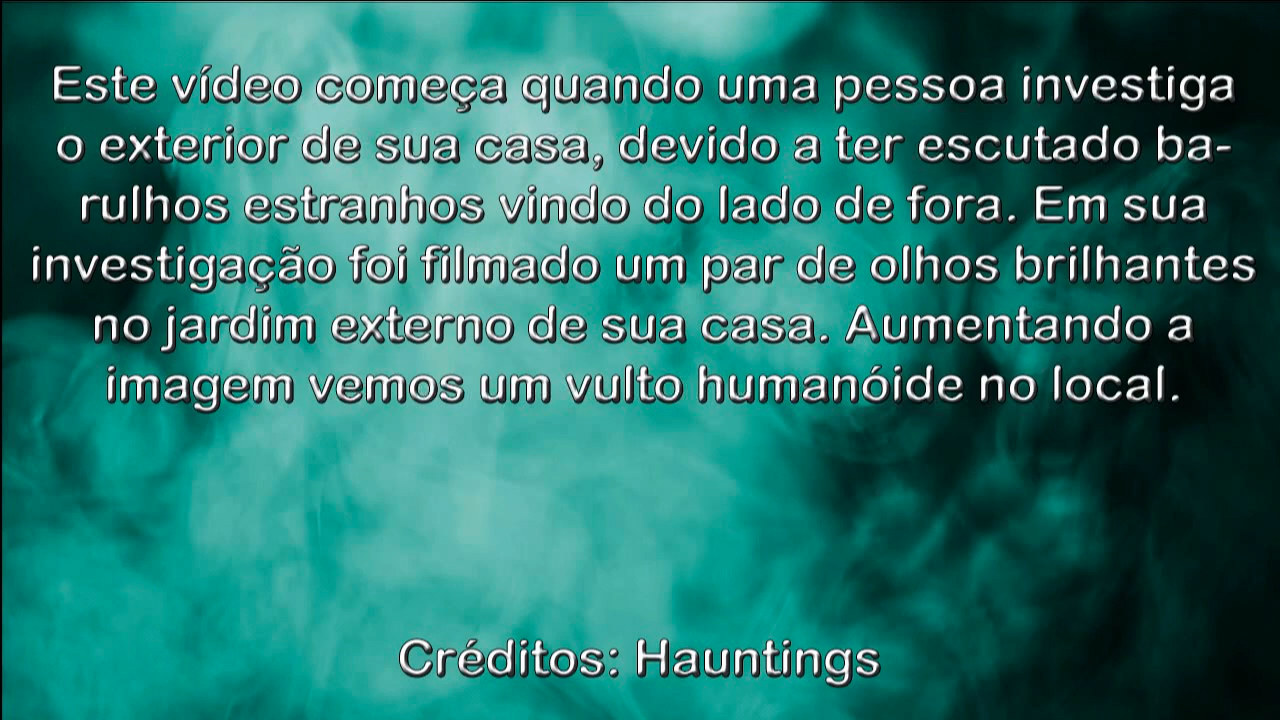 Este vídeo começa quando uma pessoa investiga
o exterior de sua casa, devido a ter escutado ba-
rulhos estranhos vindo do lado de fora. Em sua
investigação foi filmado um par de olhos brilhantes
no jardim externo de sua casa. Aumentando a
imagem vemos um vulto humanóide no local.
Créditos: Hauntings